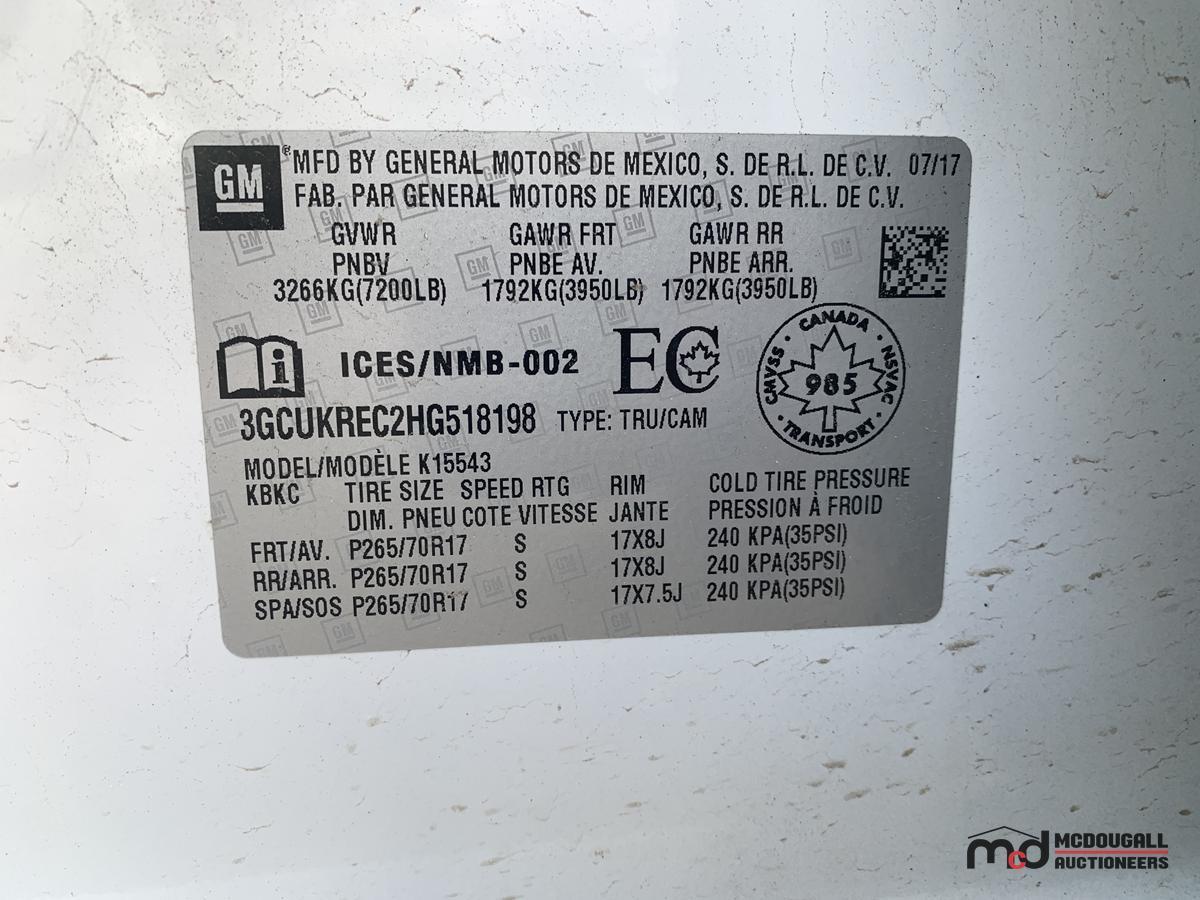 GM
® MFD BY GENERAL MOTORS DE MEXICO, S. DE R.L. DE C.V. 07/17
FAB. PAR GENERAL MOTORS DE MEXICO, S. DE R.L. DE C.V.
GVWR GAWR FRT GAWR RR
PNBV PNBE AV. PNBE ARR.
3266KG(7200LB) 1792KG(3950LB) 1792KG(3950LB)
i ICES/NMB-002 EC
CANADA
CMVSS 985 NSVAC
TRANSPORT
3GCUKREC2HG518198 TYPE: TRU/CAM
MODEL/MODÈLE K15543
KBKC TIRE SIZE SPEED RTG RIM COLD TIRE PRESSURE
DIM. PNEU COTE VITESSE JANTE PRESSION À FROID
FRT/AV. P265/70R17 S 17X8J 240 KPA(35PSI)
RR/ARR. P265/70R17 S 17X8J 240 KPA(35PSI)
SPA/SOS P265/70R17 S 17X7.5J 240 KPA(35PSI)
mcd MCDOUGALL
AUCTIONEERS